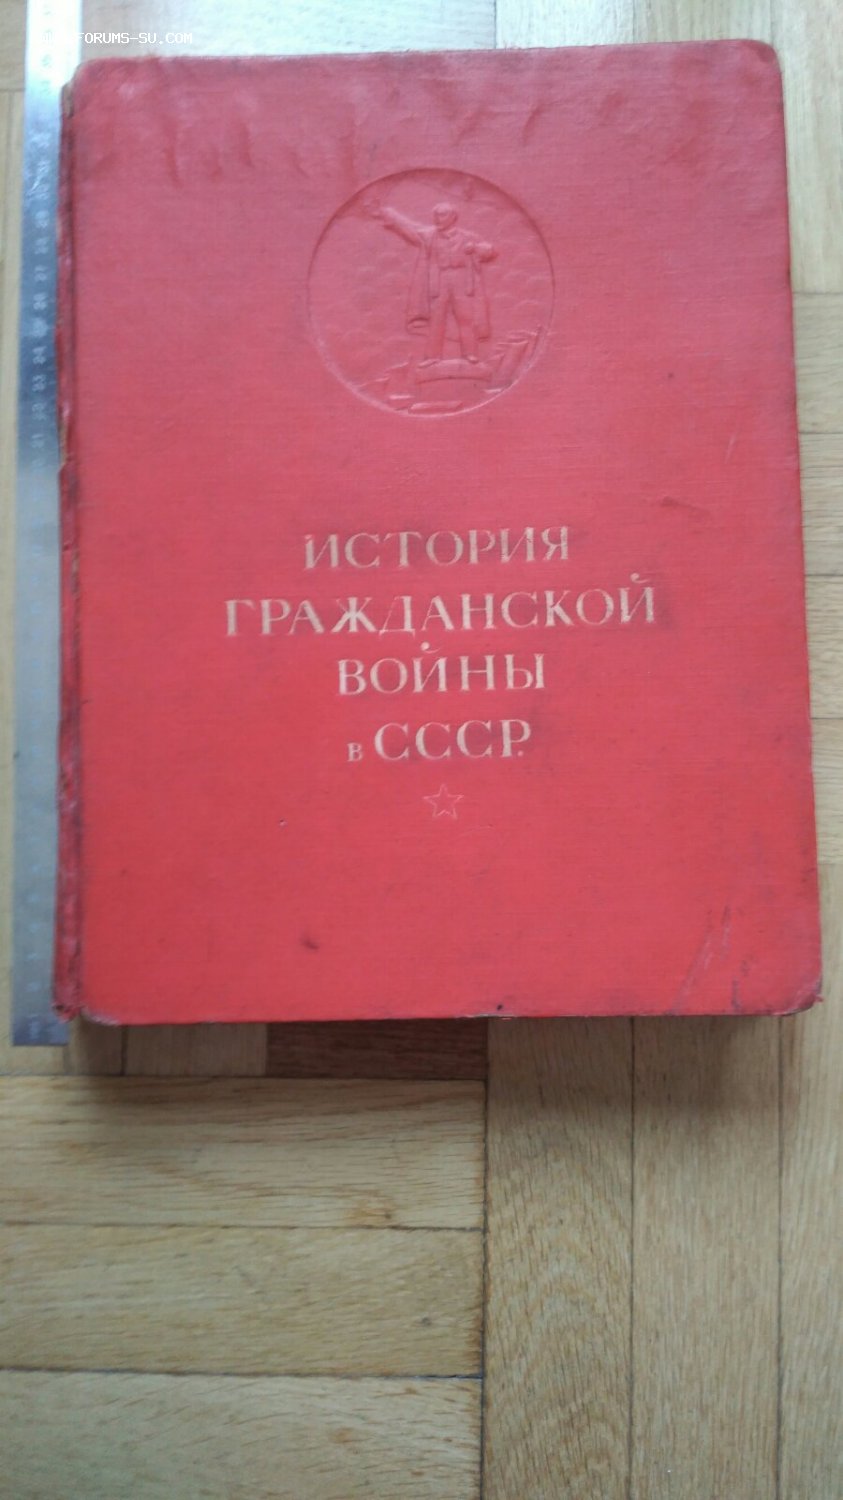 FORUMS-SU.COM
ИСТОРИЯ
ГРАЖДАНСКОЙ
ВОЙНЫ
в СССР.